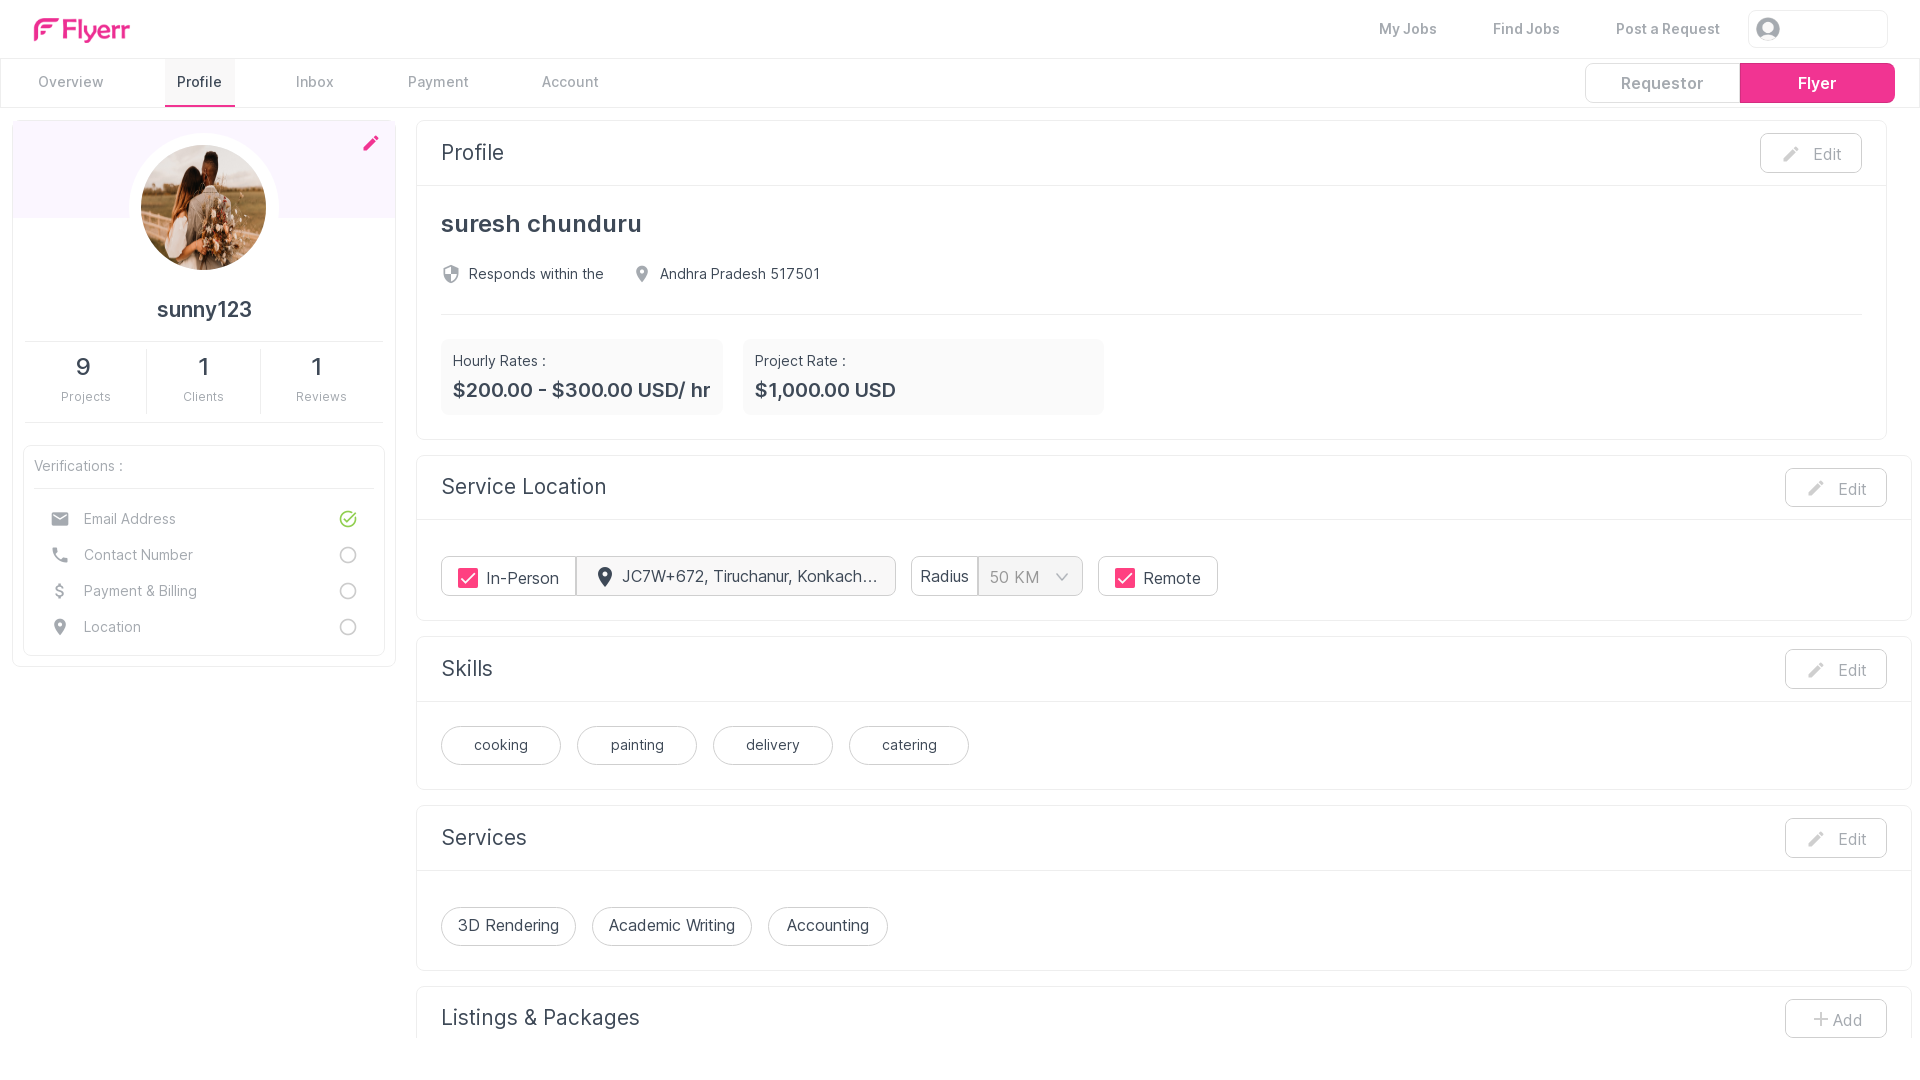 Flyerr
My Jobs
Find Jobs
Post a Request
Overview
Profile
Inbox
Payment
Account
Requestor
Flyer
sunny123
9
Projects
1
Clients
1
Reviews
Verifications :
Email Address
Contact Number
Payment & Billing
Location
Profile
Edit
suresh chunduru
Responds within the
Andhra Pradesh 517501
Hourly Rates :
$200.00 - $300.00 USD/ hr
Project Rate :
$1,000.00 USD
Service Location
Edit
In-Person
JC7W+672, Tiruchanur, Konkach...
Radius
50 KM
Remote
Skills
Edit
cooking
painting
delivery
catering
Services
Edit
3D Rendering
Academic Writing
Accounting
Listings & Packages
Add